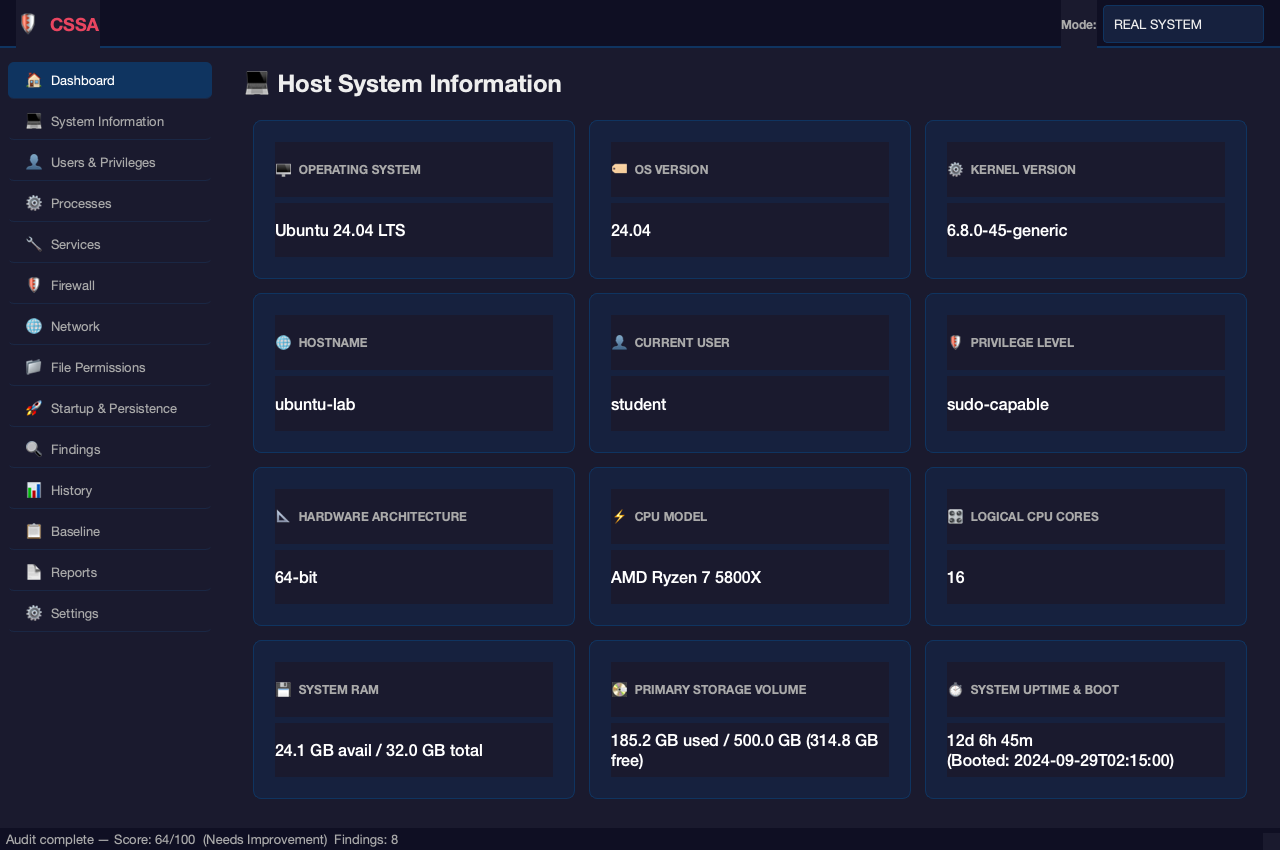 CSSA
Mode:
REAL SYSTEM
Dashboard
System Information
Users & Privileges
Processes
Services
Firewall
Network
File Permissions
Startup & Persistence
Findings
History
Baseline
Reports
Settings
Host System Information
OPERATING SYSTEM
Ubuntu 24.04 LTS
OS VERSION
24.04
KERNEL VERSION
6.8.0-45-generic
HOSTNAME
ubuntu-lab
CURRENT USER
student
PRIVILEGE LEVEL
sudo-capable
HARDWARE ARCHITECTURE
64-bit
CPU MODEL
AMD Ryzen 7 5800X
LOGICAL CPU CORES
16
SYSTEM RAM
24.1 GB avail / 32.0 GB total
PRIMARY STORAGE VOLUME
185.2 GB used / 500.0 GB (314.8 GB
free)
SYSTEM UPTIME & BOOT
12d 6h 45m
(Booted: 2024-09-29T02:15:00)
Audit complete — Score: 64/100 (Needs Improvement) Findings: 8